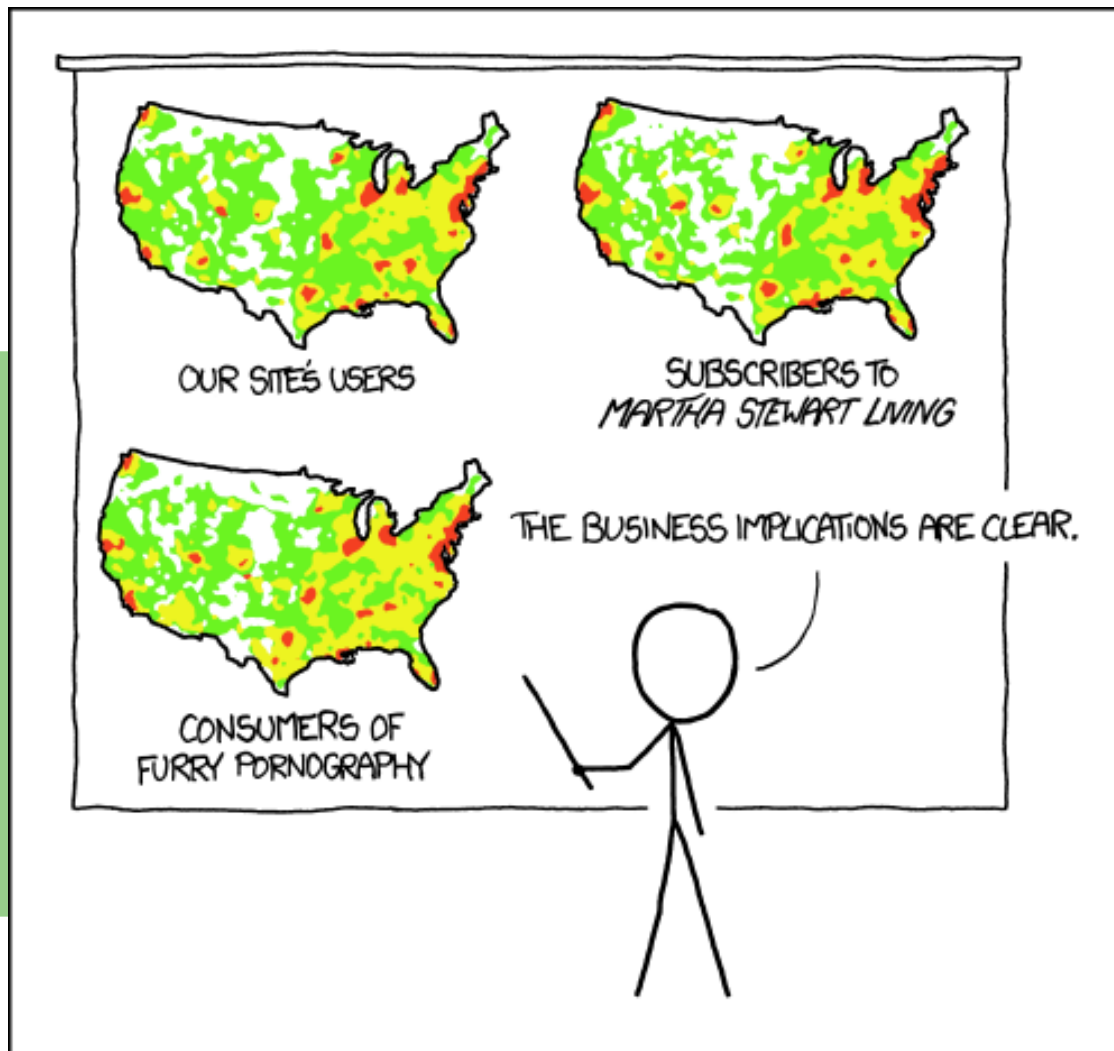 OUR SITE'S USERS
SUBSCRIBERS TO
MARTHA STEWART LIVING
CONSUMERS OF
FURRY PORNOGRAPHY
THE BUSINESS IMPLICATIONS ARE CLEAR.